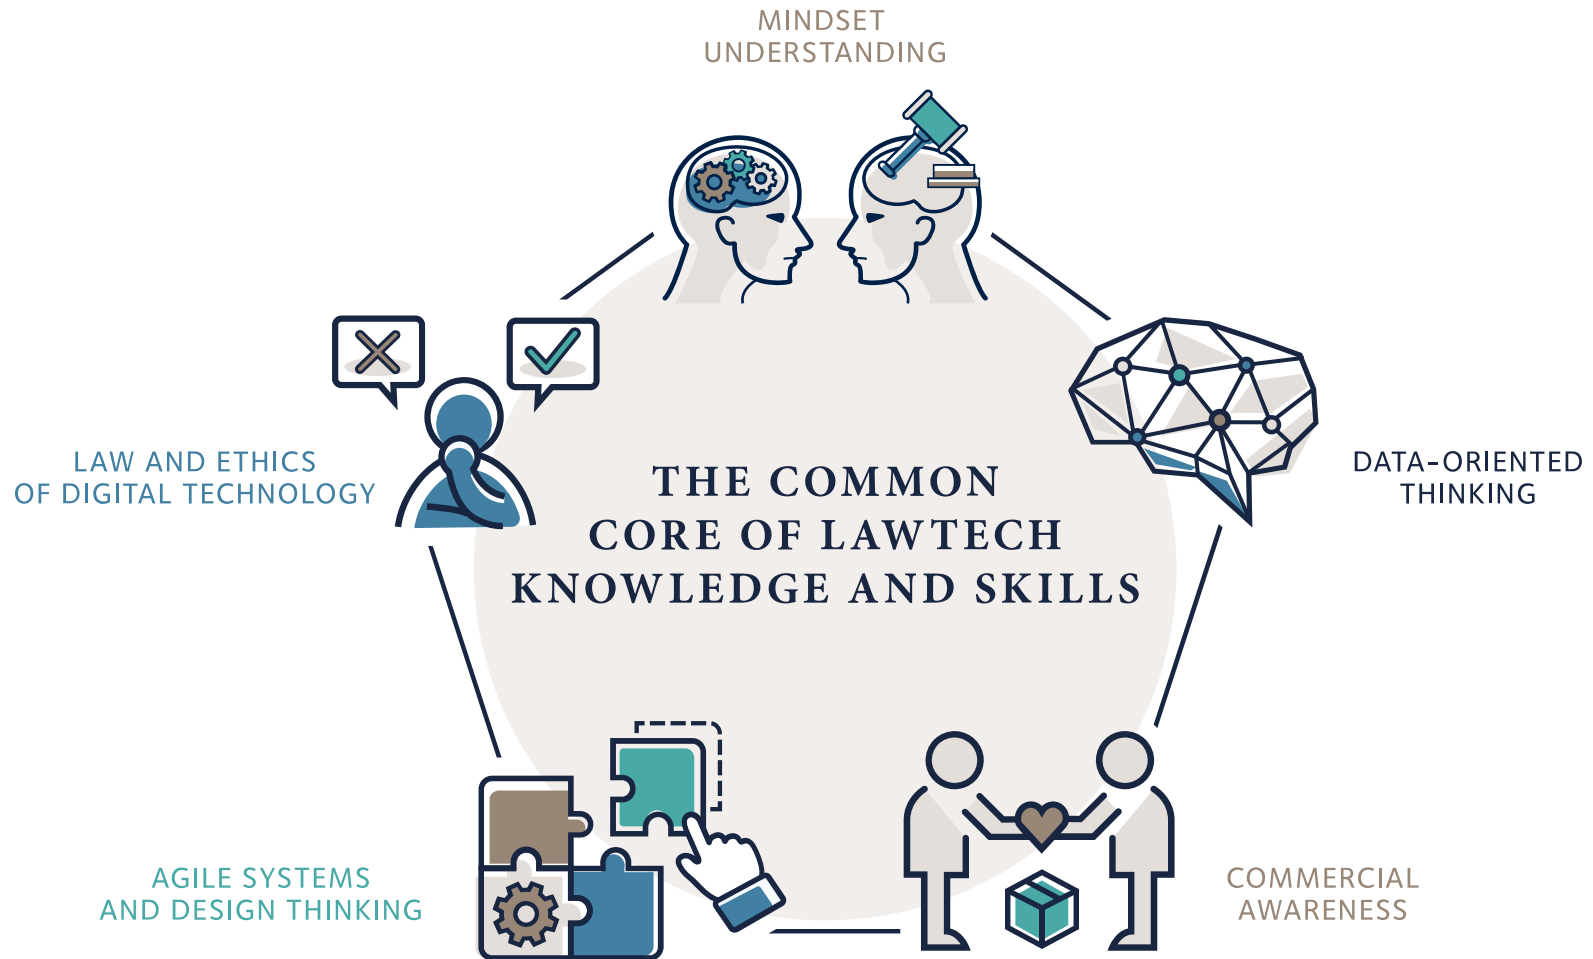 MINDSET
UNDERSTANDING
LAW AND ETHICS
OF DIGITAL TECHNOLOGY
THE COMMON
CORE OF LAWTECH
KNOWLEDGE AND SKILLS
DATA-ORIENTED
THINKING
AGILE SYSTEMS
AND DESIGN THINKING
COMMERCIAL
AWARENESS